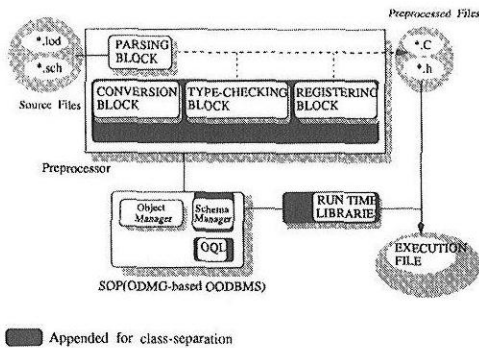 *.lod
*.sch
Source Files
PARSING
BLOCK
Preprocessed Files
*.C
*.h
CONVERSION
BLOCK
TYPE-CHECKING
BLOCK
REGISTERING
BLOCK
Preprocessor
Object
Manager
Schema
Manager
OQL
RUN TIME
LIBRARIE
EXECUTION
FILE
SOP(ODMG-based OODBMS)
Appended for class-separation